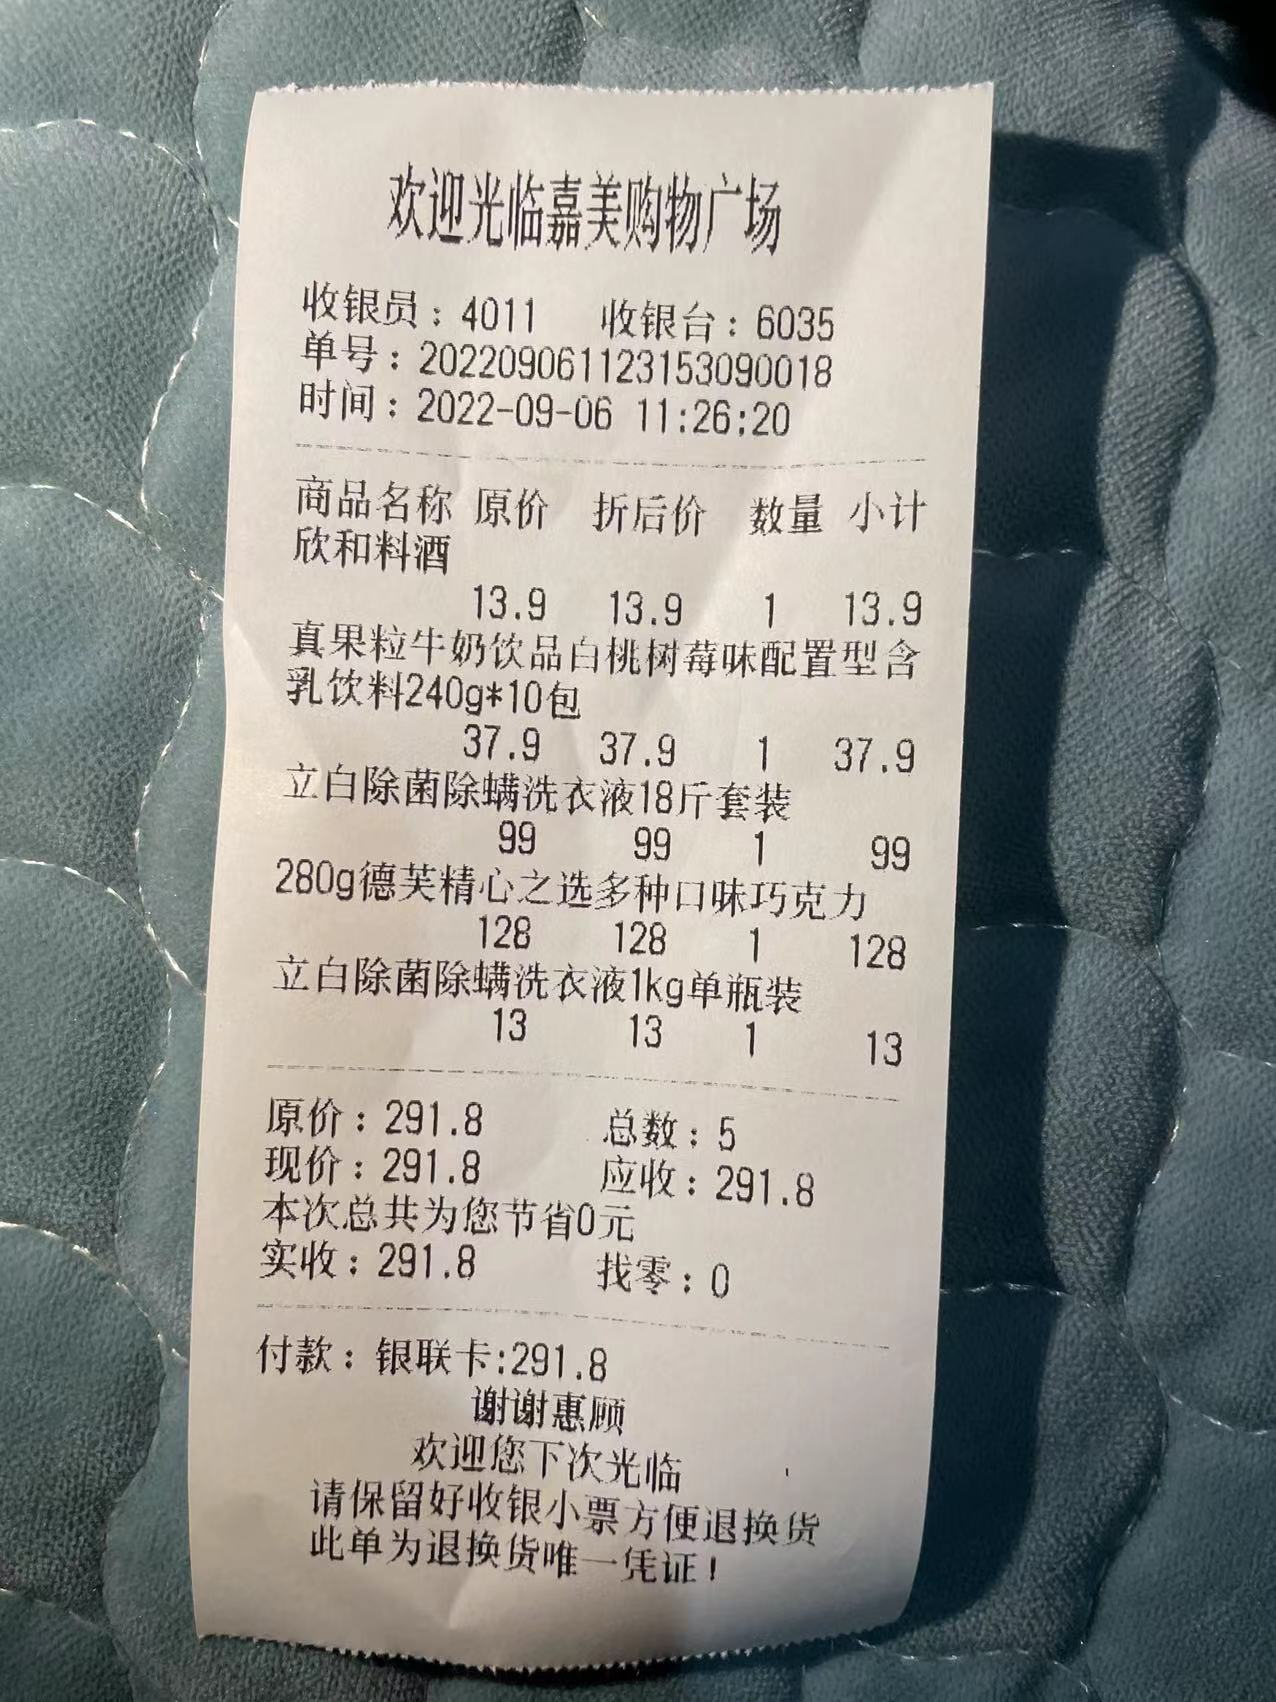 欢迎光临嘉美购物广场
收银员：4011 收银台：6035
单号：2022090611123153090018
时间：2022-09-06 11:26:20
商品名称 原价 折后价 数量 小计
欣和料酒
13.9 13.9 1 13.9
真果粒牛奶饮品白桃树莓味配置型含
乳饮料240g*10包
37.9 37.9 1 37.9
立白除菌除螨洗衣液18斤套装
99 99 1 99
280g德芙精心之选多种口味巧克力
128 128 1 128
立白除菌除螨洗衣液1kg单瓶装
13 13 1 13
原价：291.8 总数：5
现价：291.8 应收：291.8
本次总共为您节省0元
实收：291.8 找零：0
付款：银联卡:291.8
谢谢惠顾
欢迎您下次光临
请保留好收银小票方便退换货
此单为退换货唯一凭证！